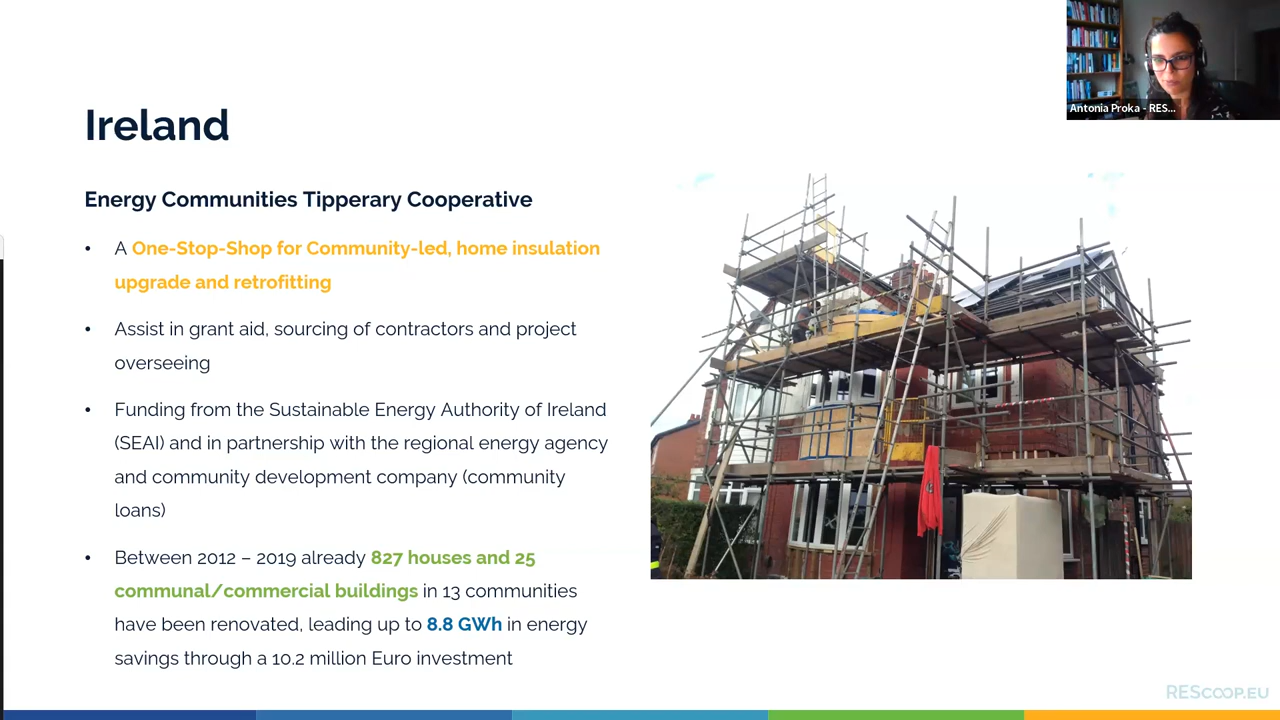 Antonia Proka - RES...
Ireland
Energy Communities Tipperary Cooperative
• A One-Stop-Shop for Community-led, home insulation
upgrade and retrofitting
• Assist in grant aid, sourcing of contractors and project
overseeing
• Funding from the Sustainable Energy Authority of Ireland
(SEAI) and in partnership with the regional energy agency
and community development company (community
loans)
• Between 2012 – 2019 already 827 houses and 25
communal/commercial buildings in 13 communities
have been renovated, leading up to 8.8 GWh in energy
savings through a 10.2 million Euro investment
REScoop.eu